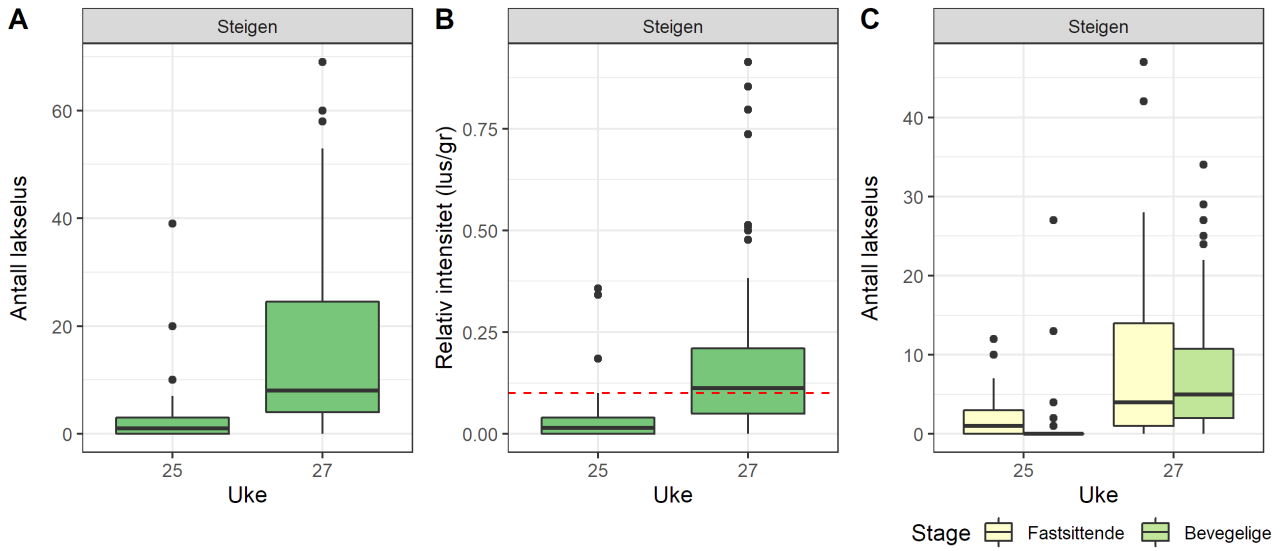 A
Steigen
Antall lakselus
60
40
20
0
25 27
Uke
B
Steigen
Relativ intensitet (lus/gr)
0.75
0.50
0.25
0.00
25 27
Uke
C
Steigen
Antall lakselus
40
30
20
10
0
25 27
Uke
Stage Fastsittende Bevegelige